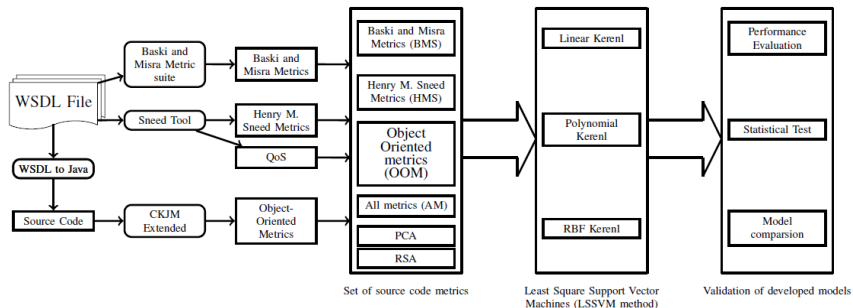 WSDL File
WSDL to Java
Source Code
Baski and
Misra Metric
suite
Sneed Tool
CKJM
Extended
Baski and
Misra Metrics
Henry M.
Sneed Metrics
QoS
Object-
Oriented
Metrics
Baski and Misra
Metrics (BMS)
Henry M. Sneed
Metrics (HMS)
Object
Oriented
metrics
(OOM)
All metrics (AM)
PCA
RSA
Set of source code metrics
Linear Kerenl
Polynomial
Kerenl
RBF Kerenl
Least Square Support Vector
Machines (LSSVM method)
Performance
Evaluation
Statistical Test
Model
comparsion
Validation of developed models